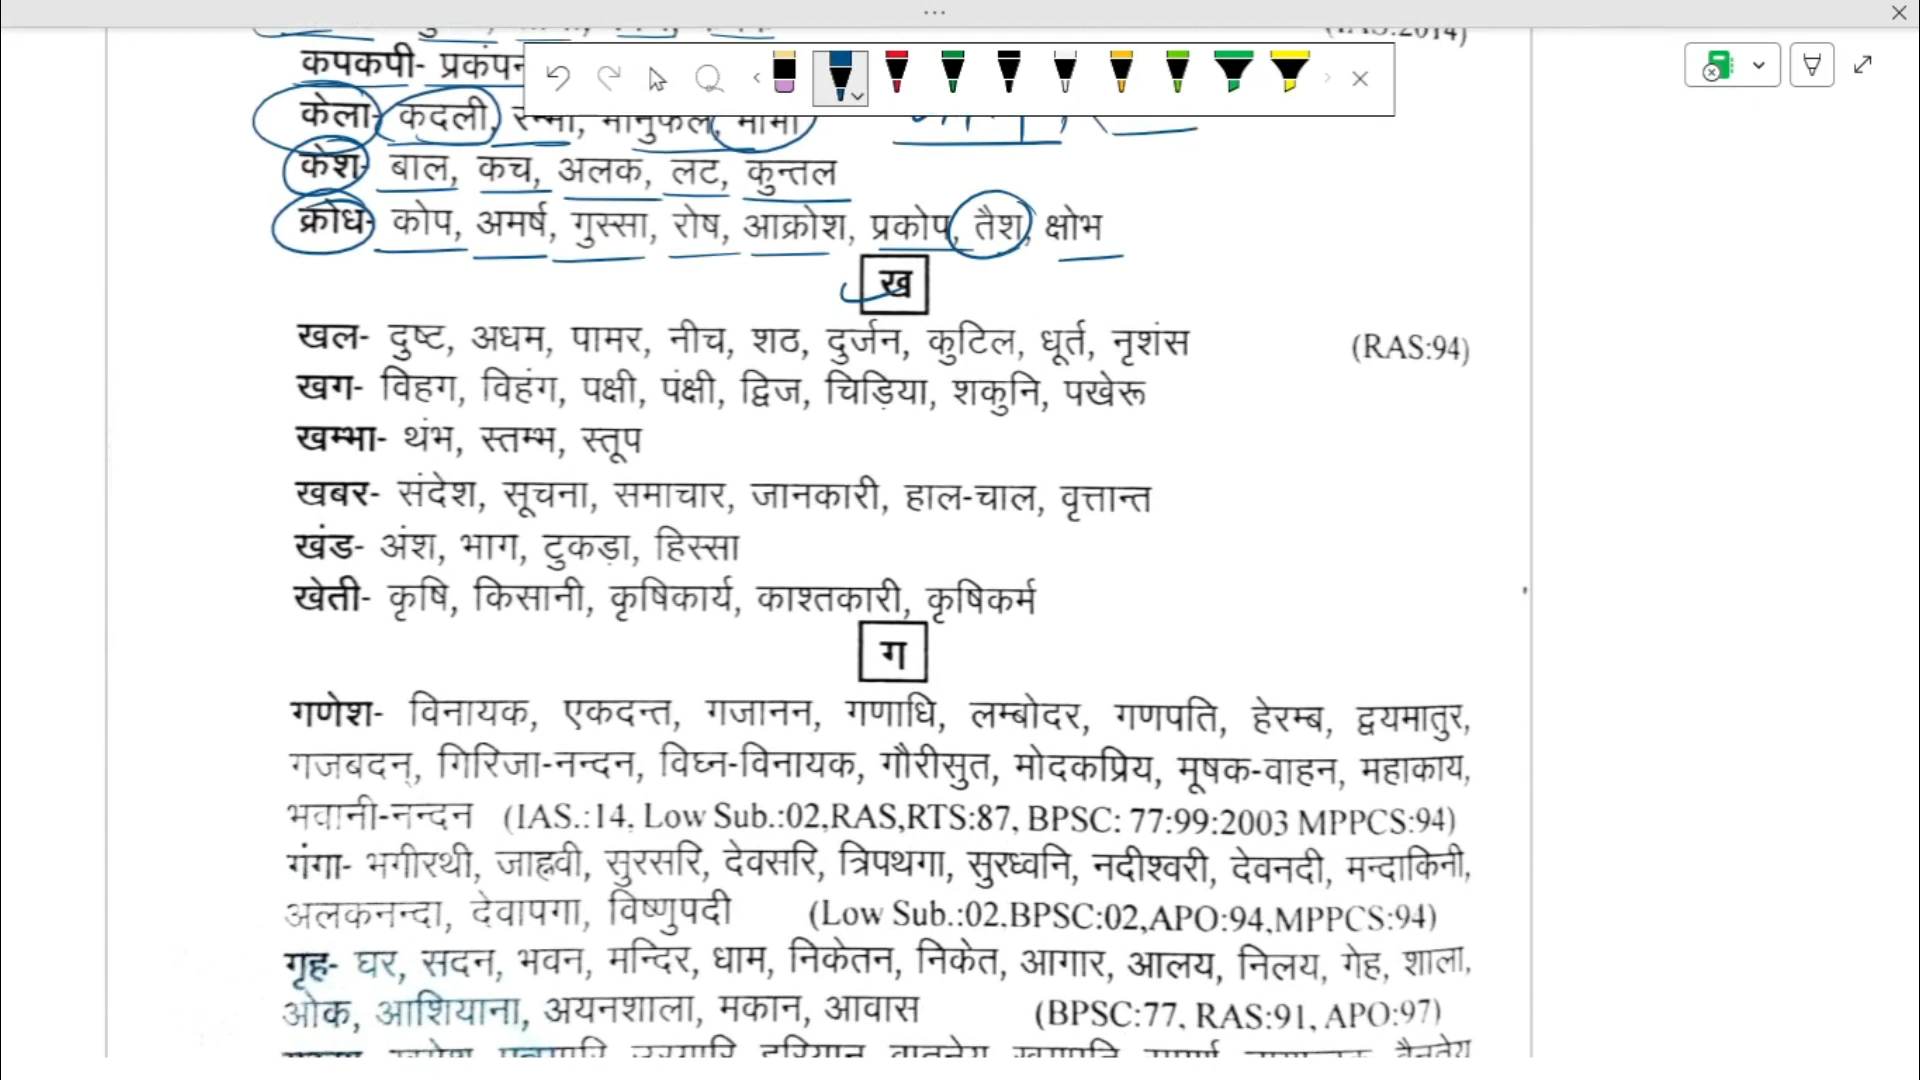 कपकपी- प्रकंपन
केला- कदली, रम्भा, भानुफल, मोमा
केश- बाल, कच, अलक, लट, कुन्तल
क्रोध- कोप, अमर्ष, गुस्सा, रोष, आक्रोश, प्रकोप, तैश, क्षोभ
ख
खल- दुष्ट, अधम, पामर, नीच, शठ, दुर्जन, कुटिल, धूर्त, नृशंस (RAS:94)
खग- विहग, विहंग, पक्षी, पंक्षी, द्विज, चिड़िया, शकुनि, पखेरू
खम्भा- थंभ, स्तम्भ, स्तूप
खबर- संदेश, सूचना, समाचार, जानकारी, हाल-चाल, वृत्तान्त
खंड- अंश, भाग, टुकड़ा, हिस्सा
खेती- कृषि, किसानी, कृषिकार्य, काश्तकारी, कृषिकर्म
ग
गणेश- विनायक, एकदन्त, गजानन, गणाधि, लम्बोदर, गणपति, हेरम्ब, द्वयमातुर,
गजबदन, गिरिजा-नन्दन, विघ्न-विनायक, गौरीसुत, मोदकप्रिय, मूषक-वाहन, महाकाय,
भवानी-नन्दन (IAS.:14, Low Sub.:02,RAS,RTS:87, BPSC: 77:99:2003 MPPCS:94)
गंगा- भगीरथी, जाह्नवी, सुरसरि, देवसरि, त्रिपथगा, सुरध्वनि, नदीश्वरी, देवनदी, मन्दाकिनी,
अलकनन्दा, देवापगा, विष्णुपदी (Low Sub.:02.BPSC:02,APO:94,MPPCS:94)
गृह- घर, सदन, भवन, मन्दिर, धाम, निकेतन, निकेत, आगार, आलय, निलय, गेह, शाला,
ओक, आशियाना, अयनशाला, मकान, आवास (BPSC:77, RAS:91, APO:97)